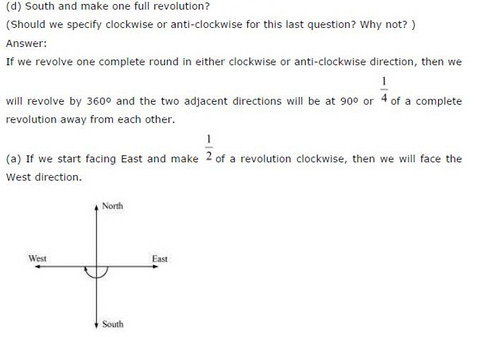 (d) South and make one full revolution?
(Should we specify clockwise or anti-clockwise for this last question? Why not? )
Answer:
If we revolve one complete round in either clockwise or anti-clockwise direction, then we
will revolve by 360º and the two adjacent directions will be at 90º or 1/4 of a complete
revolution away from each other.
(a) If we start facing East and make 1/2 of a revolution clockwise, then we will face the
West direction.
North
West
East
South